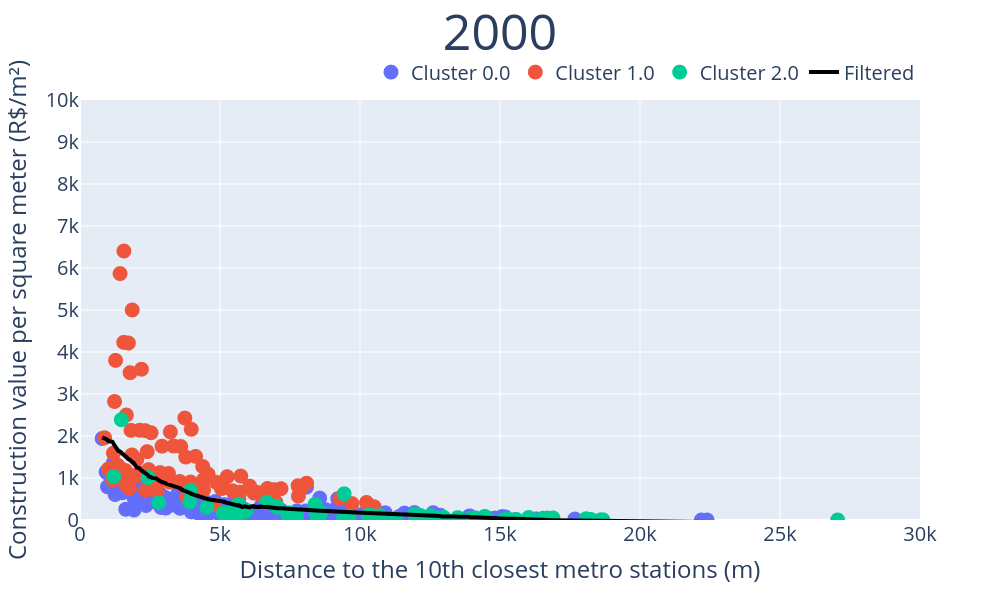 2000
Cluster 0.0 Cluster 1.0 Cluster 2.0 Filtered
Construction value per square meter (R$/m²)
10k
9k
8k
7k
6k
5k
4k
3k
2k
1k
0
0 5k 10k 15k 20k 25k 30k
Distance to the 10th closest metro stations (m)